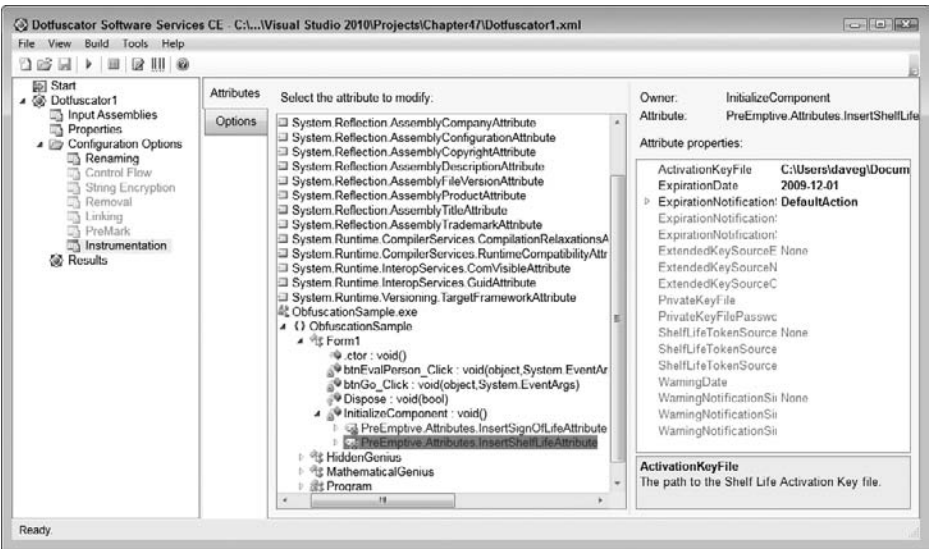 Dotfuscator Software Services CE - C:\...\Visual Studio 2010\Projects\Chapter47\Dotfuscator1.xml
File View Build Tools Help
Start
Dotfuscator1
Input Assemblies
Properties
Configuration Options
Renaming
Control Flow
String Encryption
Removal
Linking
PreMark
Instrumentation
Results
Attributes
Options
Select the attribute to modify:
System.Reflection.AssemblyCompanyAttribute
System.Reflection.AssemblyConfigurationAttribute
System.Reflection.AssemblyCopyrightAttribute
System.Reflection.AssemblyDescriptionAttribute
System.Reflection.AssemblyFileVersionAttribute
System.Reflection.AssemblyProductAttribute
System.Reflection.AssemblyTitleAttribute
System.Reflection.AssemblyTrademarkAttribute
System.Runtime.CompilerServices.CompilationRelaxationsA
System.Runtime.CompilerServices.RuntimeCompatibilityAttr
System.Runtime.InteropServices.ComVisibleAttribute
System.Runtime.InteropServices.GuidAttribute
System.Runtime.Versioning.TargetFrameworkAttribute
ObfuscationSample.exe
{} ObfuscationSample
Form1
.ctor : void()
btnEvalPerson_Click : void(object,System.EventAr
btnGo_Click : void(object,System.EventArgs)
Dispose : void(bool)
InitializeComponent : void()
PreEmptive.Attributes.InsertSignOfLifeAttribute
PreEmptive.Attributes.InsertShelfLifeAttribute
HiddenGenius
MathematicalGenius
Program
Owner: InitializeComponent
Attribute: PreEmptive.Attributes.InsertShelfLife
Attribute properties:
ActivationKeyFile C:\Users\daveg\Docum
ExpirationDate 2009-12-01
ExpirationNotification DefaultAction
ExpirationNotification
ExpirationNotification
ExtendedKeySourceE None
ExtendedKeySourceN
ExtendedKeySourceC
PrivateKeyFile
PrivateKeyFilePasswc
ShelfLifeTokenSource None
ShelfLifeTokenSource
ShelfLifeTokenSource
WarningDate
WarningNotificationSi None
WarningNotificationSi
WarningNotificationSi
ActivationKeyFile
The path to the Shelf Life Activation Key file.
Ready.